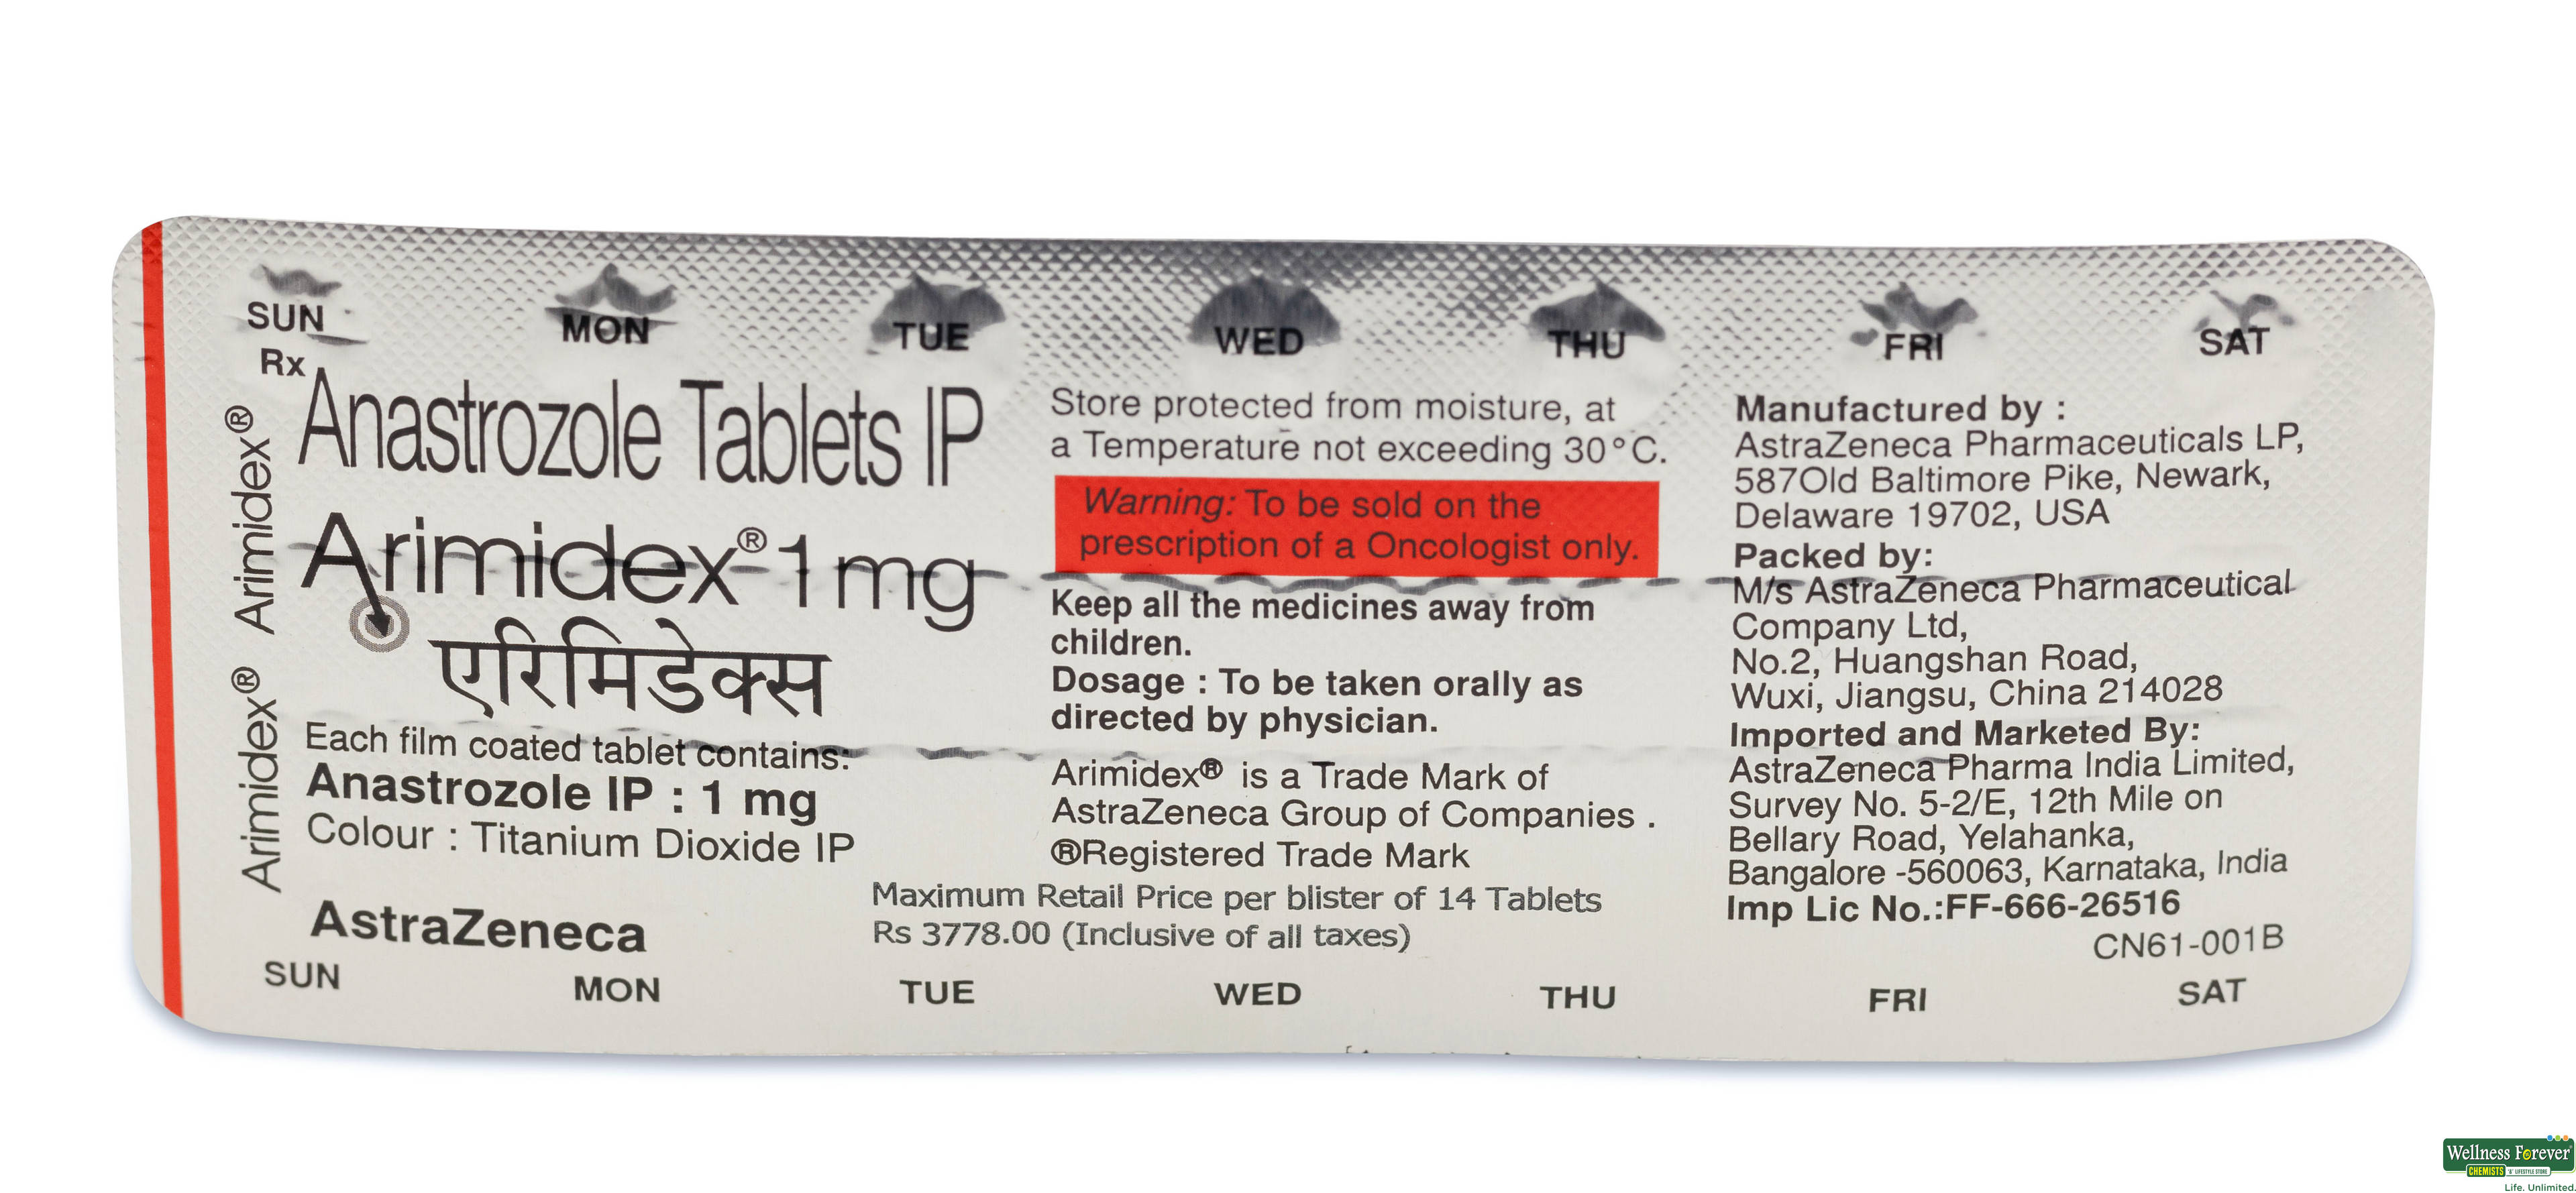 SUN MON TUE WED THU FRI SAT
Rx
Anastrozole Tablets IP
Arimidex® 1 mg
एरिमिडेक्स
Each film coated tablet contains:
Anastrozole IP : 1 mg
Colour : Titanium Dioxide IP
AstraZeneca
Arimidex® Arimidex®
Store protected from moisture, at
a Temperature not exceeding 30°C.
Warning: To be sold on the
prescription of a Oncologist only.
Keep all the medicines away from
children.
Dosage : To be taken orally as
directed by physician.
Arimidex® is a Trade Mark of
AstraZeneca Group of Companies .
®Registered Trade Mark
Maximum Retail Price per blister of 14 Tablets
Rs 3778.00 (Inclusive of all taxes)
Manufactured by :
AstraZeneca Pharmaceuticals LP,
587Old Baltimore Pike, Newark,
Delaware 19702, USA
Packed by:
M/s AstraZeneca Pharmaceutical
Company Ltd,
No.2, Huangshan Road,
Wuxi, Jiangsu, China 214028
Imported and Marketed By:
AstraZeneca Pharma India Limited,
Survey No. 5-2/E, 12th Mile on
Bellary Road, Yelahanka,
Bangalore -560063, Karnataka, India
Imp Lic No.:FF-666-26516
CN61-001B
SUN MON TUE WED THU FRI SAT
Wellness Forever
CHEMISTS '&' LIFESTYLE STORE
Life. Unlimited.